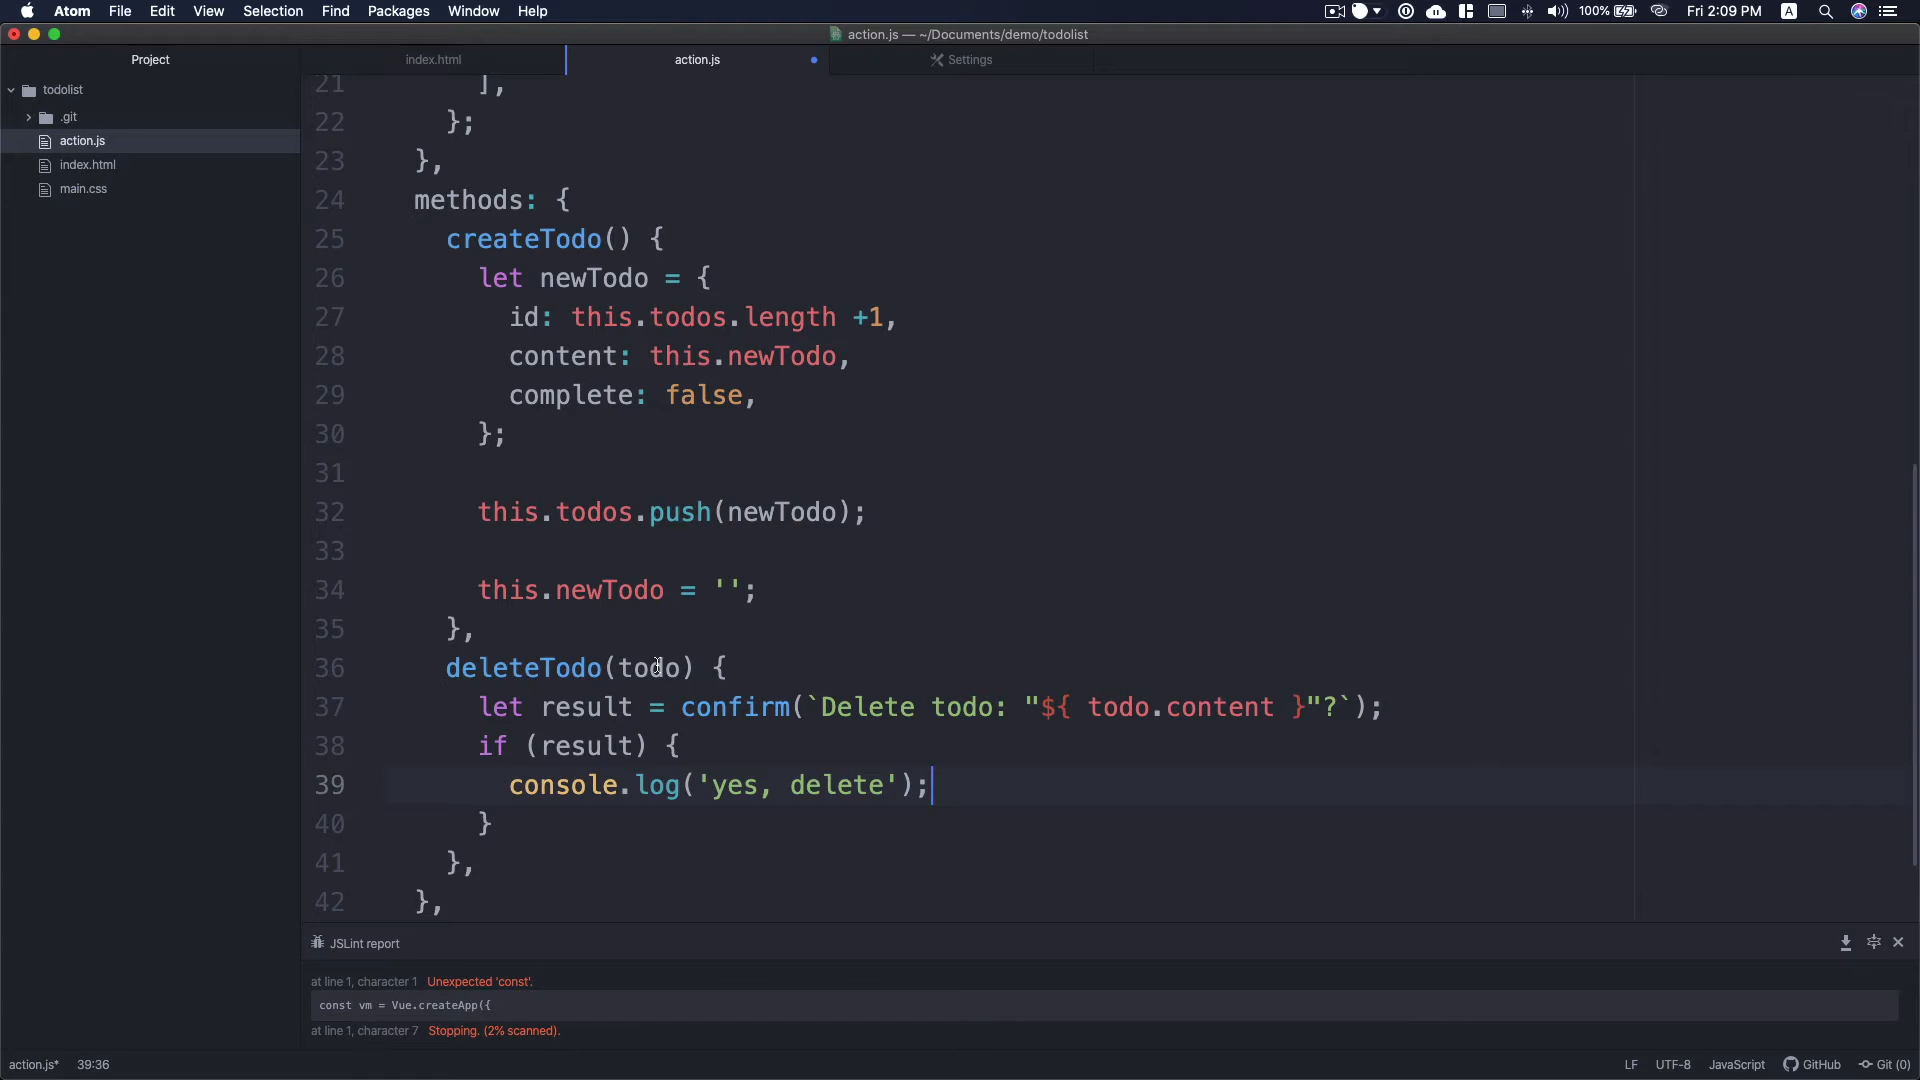 Atom File Edit View Selection Find Packages Window Help 100% Fri 2:09 PM A
action.js — ~/Documents/demo/todolist
Project index.html action.js Settings
todolist
.git
action.js
index.html
main.css
21 ],
22 };
23 },
24 methods: {
25 createTodo() {
26 let newTodo = {
27 id: this.todos.length +1,
28 content: this.newTodo,
29 complete: false,
30 };
31
32 this.todos.push(newTodo);
33
34 this.newTodo = '';
35 },
36 deleteTodo(todo) {
37 let result = confirm(`Delete todo: "${ todo.content }"?`);
38 if (result) {
39 console.log('yes, delete');
40 }
41 },
42 },
JSLint report
at line 1, character 1 Unexpected 'const'.
const vm = Vue.createApp({
at line 1, character 7 Stopping. (2% scanned).
action.js* 39:36 LF UTF-8 JavaScript GitHub Git (0)